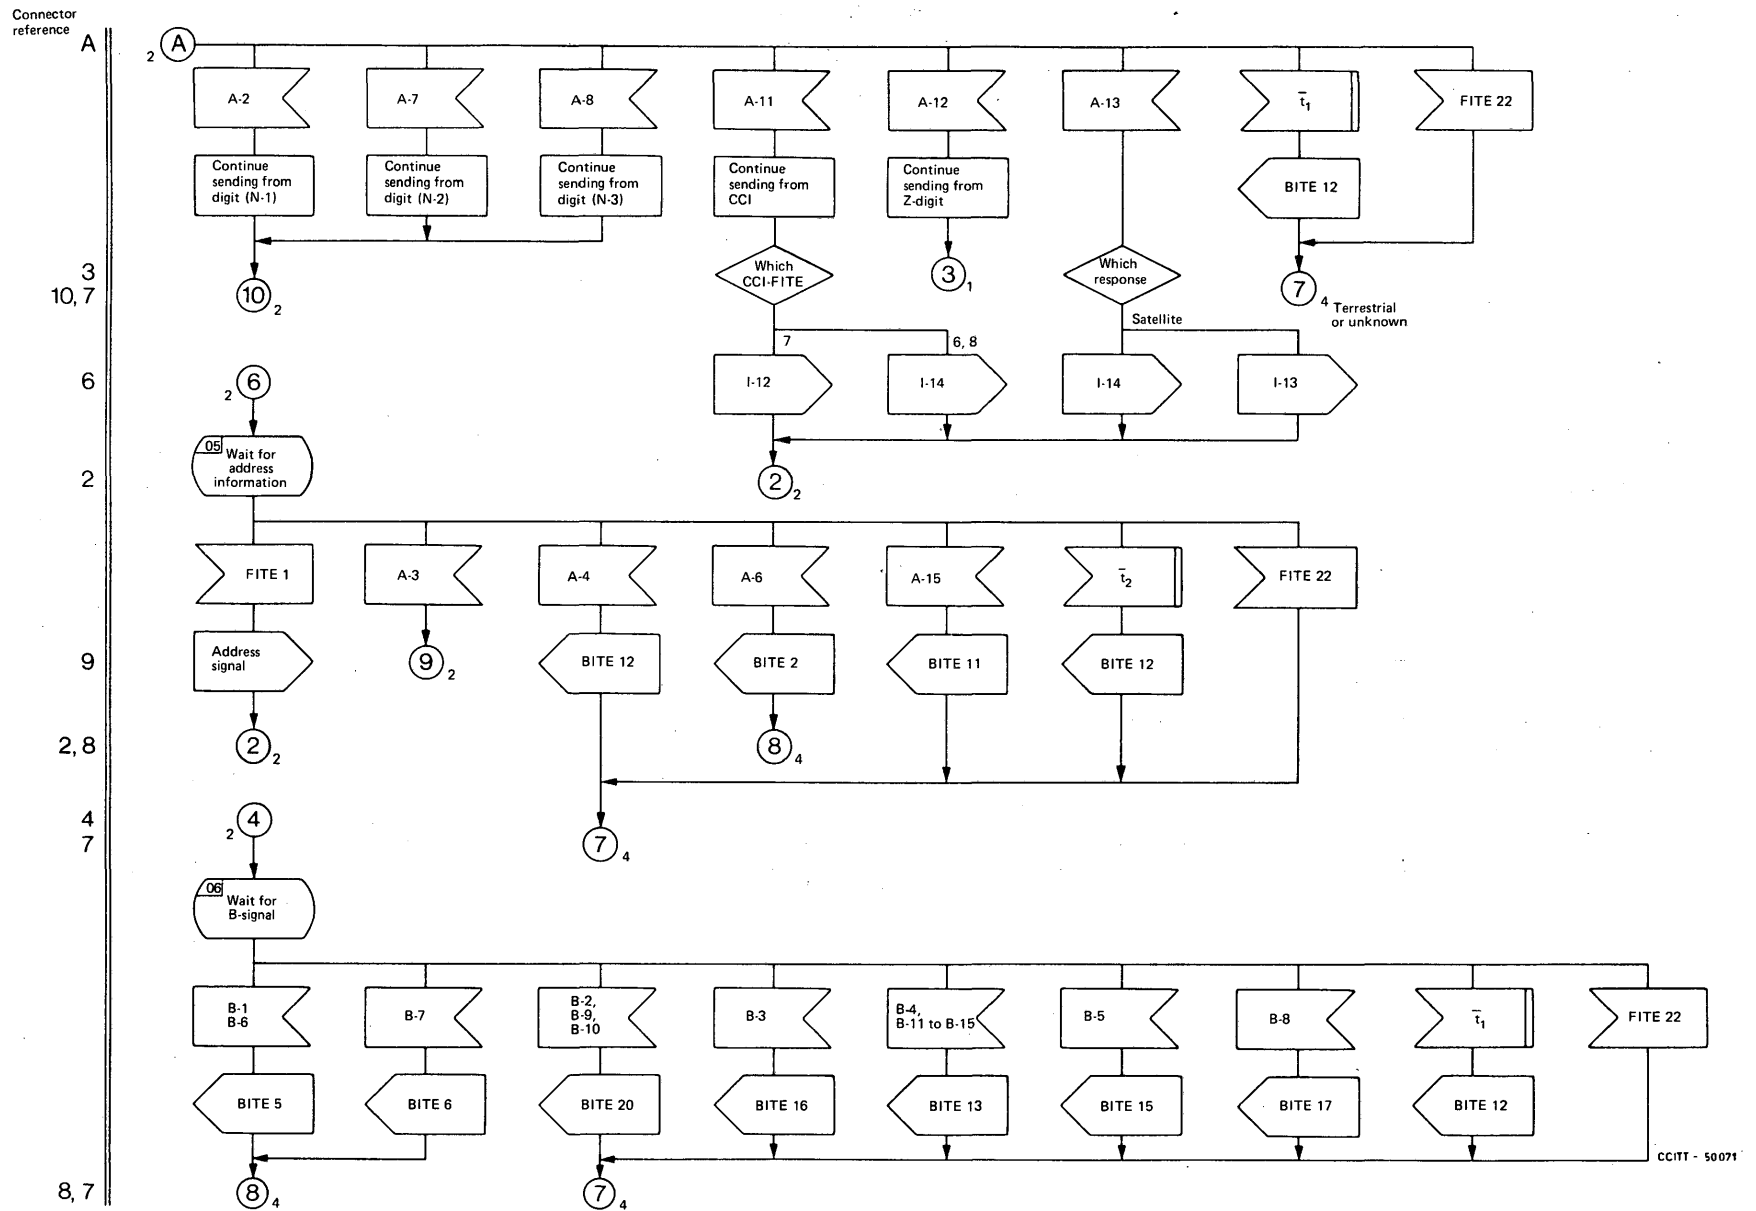 Connector
reference
A
2
A
A-2
A-7
A-8
A-11
A-12
A-13
t̄1
FITE 22
Continue
sending from
digit (N-1)
Continue
sending from
digit (N-2)
Continue
sending from
digit (N-3)
Continue
sending from
CCI
Continue
sending from
Z-digit
BITE 12
3
10, 7
10
2
Which
CCI-FITE
3
1
Which
response
7
4
Terrestrial
or unknown
Satellite
7
6, 8
6
2
6
I-12
I-14
I-14
I-13
05
Wait for
address
information
2
2
2
FITE 1
A-3
A-4
A-6
A-15
t̄2
FITE 22
9
Address
signal
9
2
BITE 12
BITE 2
BITE 11
BITE 12
2, 8
2
2
8
4
4
7
2
4
7
4
06
Wait for
B-signal
B-1
B-6
B-7
B-2,
B-9,
B-10
B-3
B-4,
B-11 to B-15
B-5
B-8
t̄1
FITE 22
BITE 5
BITE 6
BITE 20
BITE 16
BITE 13
BITE 15
BITE 17
BITE 12
CCITT - 50071
8, 7
8
4
7
4